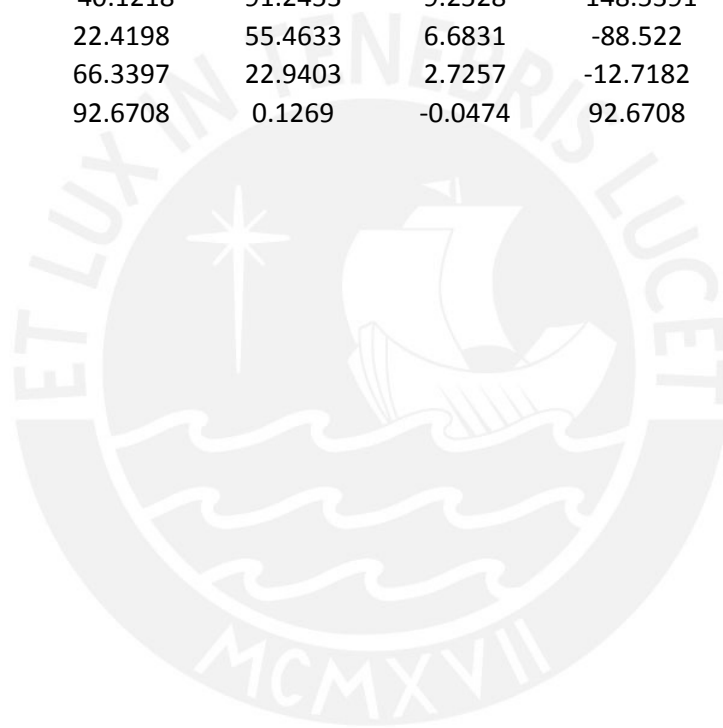 22.4198 55.4633 6.6831 -88.522
66.3397 22.9403 2.7257 -12.7182
92.6708 0.1269 -0.0474 92.6708
ET LUX IN TENEBRIS LUCET
MCMXVII